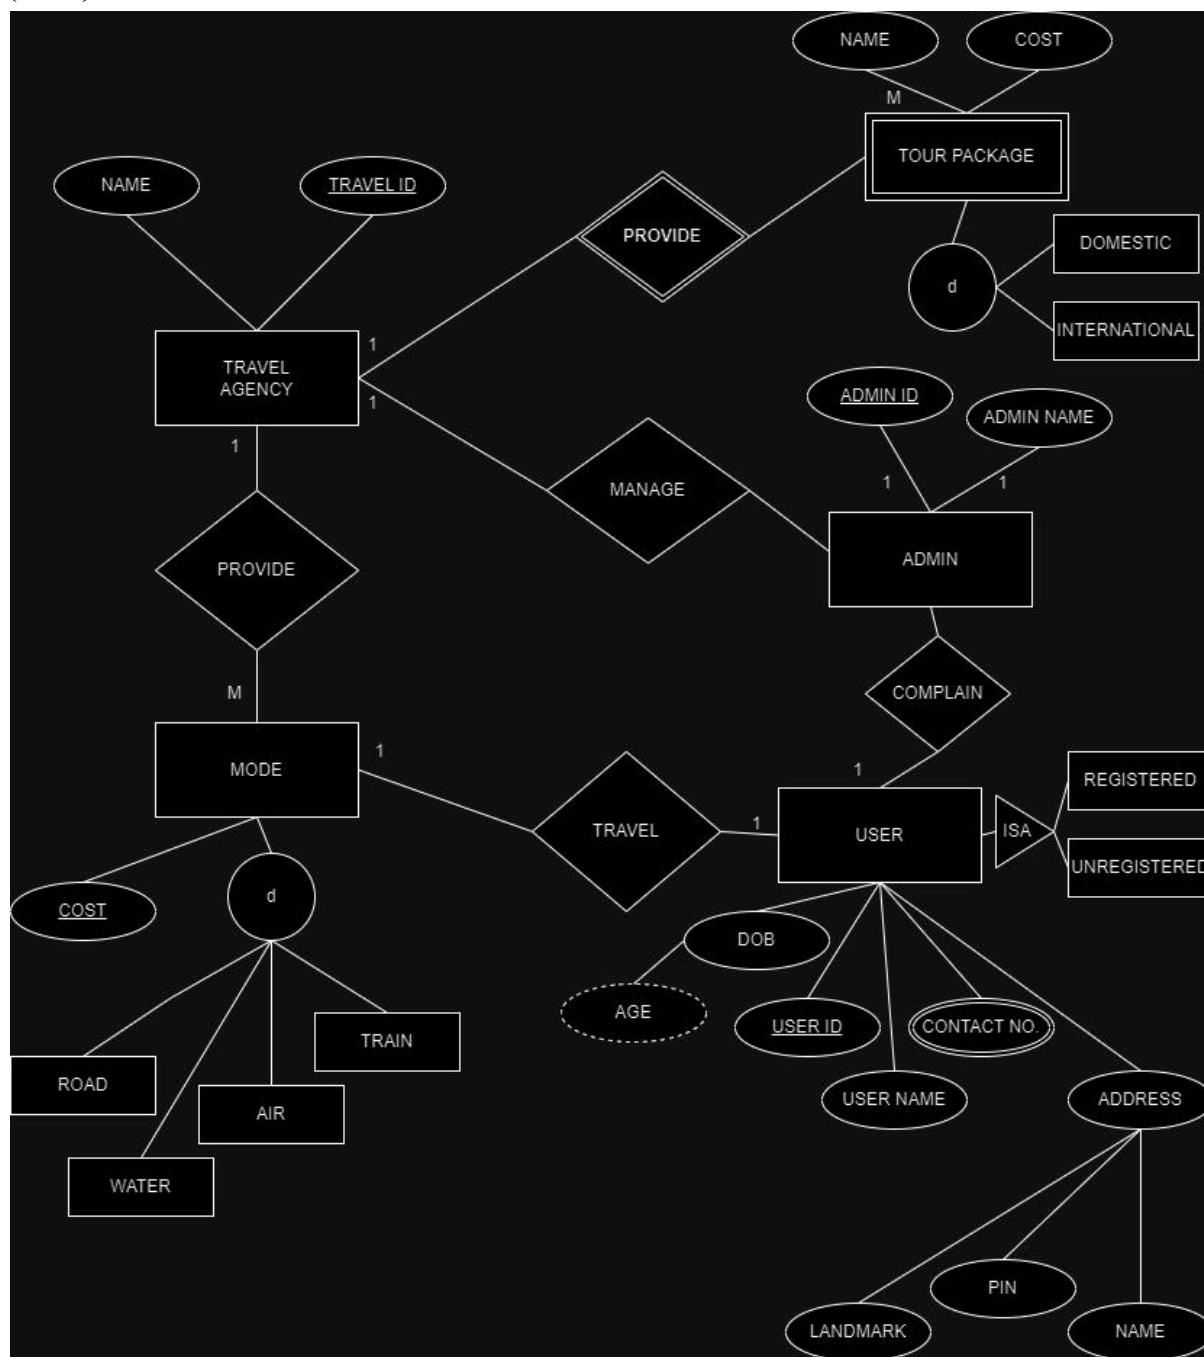 NAME
COST
M
TOUR PACKAGE
NAME
TRAVEL ID
PROVIDE
DOMESTIC
d
INTERNATIONAL
1
TRAVEL
AGENCY
1
ADMIN ID
ADMIN NAME
1
MANAGE
1
1
ADMIN
PROVIDE
M
COMPLAIN
1
MODE
1
REGISTERED
TRAVEL
1
USER
ISA
UNREGISTERED
COST
d
DOB
AGE
USER ID
CONTACT NO.
TRAIN
ROAD
AIR
USER NAME
ADDRESS
WATER
PIN
LANDMARK
NAME